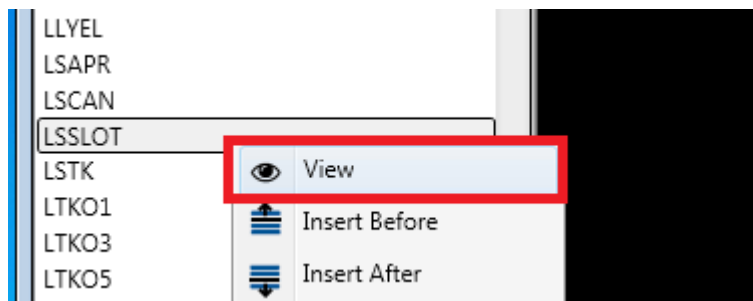 LLYEL
LSAPR
LSCAN
LSSLOT
LSTK
View
LTKO1
Insert Before
LTKO3
LTKO5
Insert After